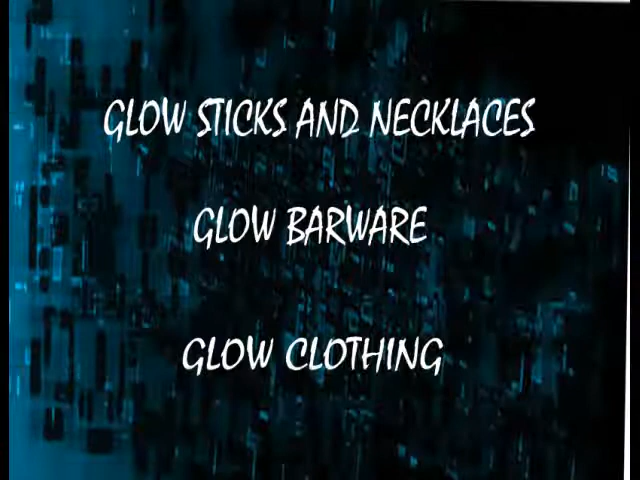 GLOW STICKS AND NECKLACES
GLOW BARWARE
GLOW CLOTHING